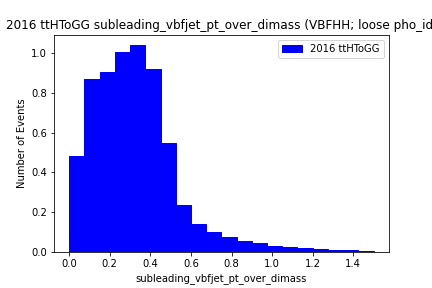 2016 ttHToGG subleading_vbfjet_pt_over_dimass (VBFHH; loose pho_id
2016 ttHToGG
Number of Events
1.0
0.8
0.6
0.4
0.2
0.0
0.0 0.2 0.4 0.6 0.8 1.0 1.2 1.4
subleading_vbfjet_pt_over_dimass